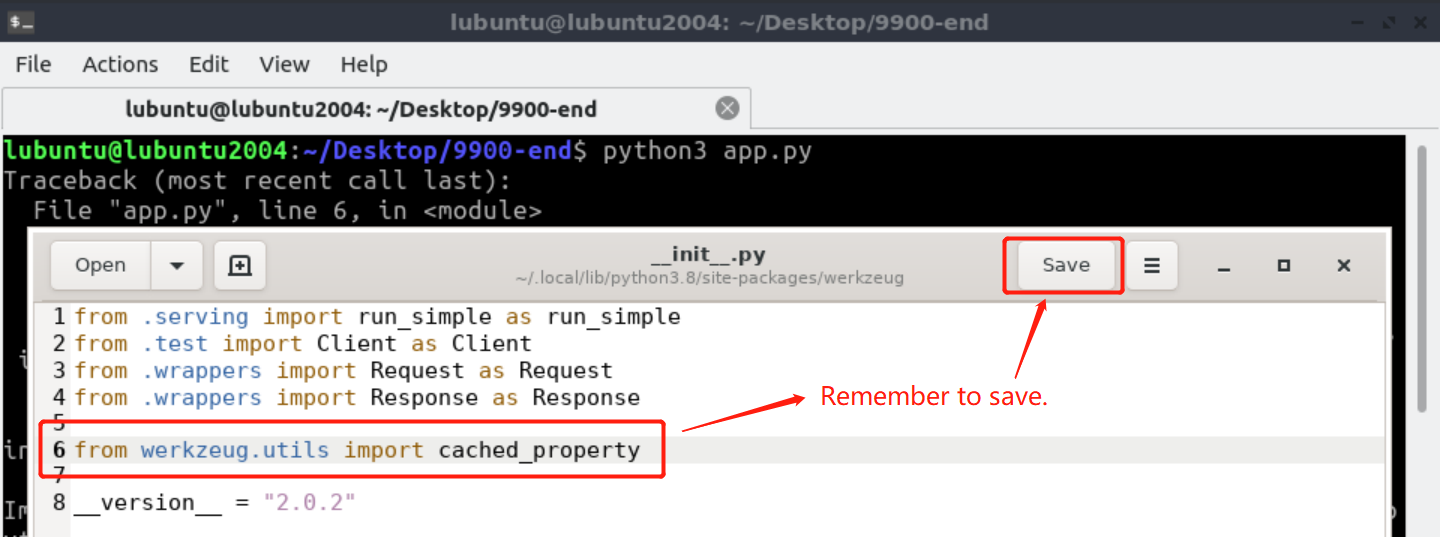 lubuntu@lubuntu2004: ~/Desktop/9900-end
File Actions Edit View Help
lubuntu@lubuntu2004: ~/Desktop/9900-end
lubuntu@lubuntu2004:~/Desktop/9900-end$ python3 app.py
Traceback (most recent call last):
  File "app.py", line 6, in <module>
Open
__init__.py
~/.local/lib/python3.8/site-packages/werkzeug
Save
1 from .serving import run_simple as run_simple
2 from .test import Client as Client
3 from .wrappers import Request as Request
4 from .wrappers import Response as Response
5
6 from werkzeug.utils import cached_property
7
8 __version__ = "2.0.2"
Remember to save.